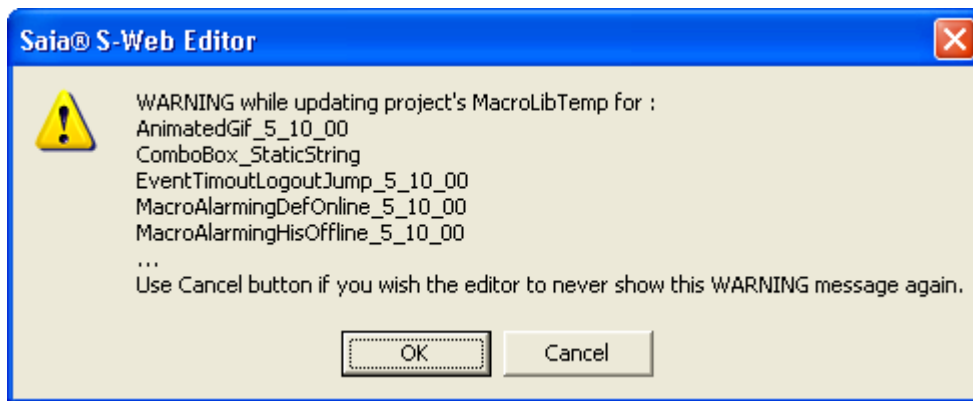 Saia® S-Web Editor
WARNING while updating project's MacroLibTemp for :
AnimatedGif_5_10_00
ComboBox_StaticString
EventTimoutLogoutJump_5_10_00
MacroAlarmingDefOnline_5_10_00
MacroAlarmingHisOffline_5_10_00
...
Use Cancel button if you wish the editor to never show this WARNING message again.
OK
Cancel